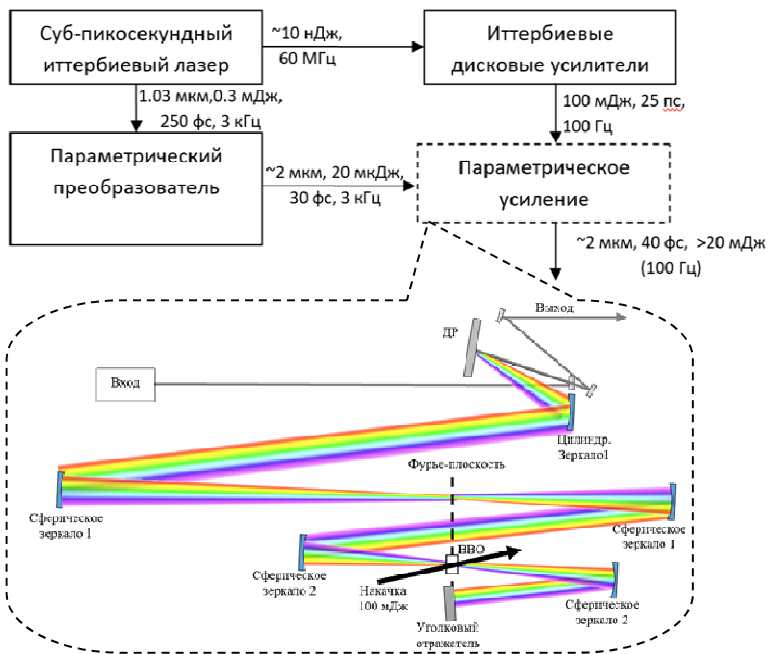 Суб-пикосекундный
иттербиевый лазер
~10 нДж,
60 МГц
Иттербиевые
дисковые усилители
1.03 мкм,0.3 мДж,
250 фс, 3 кГц
100 мДж, 25 пс,
100 Гц
Параметрический
преобразователь
~2 мкм, 20 мкДж,
30 фс, 3 кГц
Параметрическое
усиление
~2 мкм, 40 фс,  >20 мДж
(100 Гц)
Выход
ДР
Вход
Цилиндр.
Зеркало1
Фурье-плоскость
Сферическое
зеркало 1
Сферическое
зеркало 1
BBO
Сферическое
зеркало 2
Накачка
100 мДж
Сферическое
зеркало 2
Уголковый
отражатель